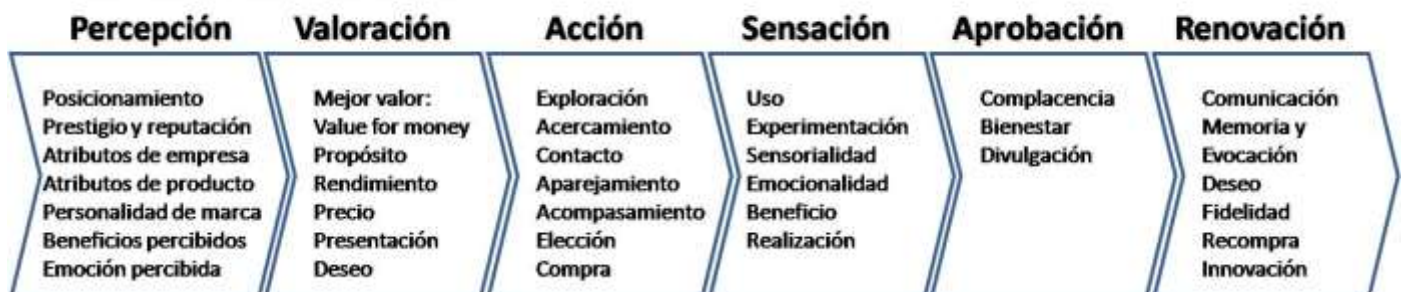 Percepción
Posicionamiento
Prestigio y reputación
Atributos de empresa
Atributos de producto
Personalidad de marca
Beneficios percibidos
Emoción percibida
Valoración
Mejor valor:
Value for money
Propósito
Rendimiento
Precio
Presentación
Deseo
Acción
Exploración
Acercamiento
Contacto
Aparejamiento
Acompasamiento
Elección
Compra
Sensación
Uso
Experimentación
Sensorialidad
Emocionalidad
Beneficio
Realización
Aprobación
Complacencia
Bienestar
Divulgación
Renovación
Comunicación
Memoria y
Evocación
Deseo
Fidelidad
Recompra
Innovación